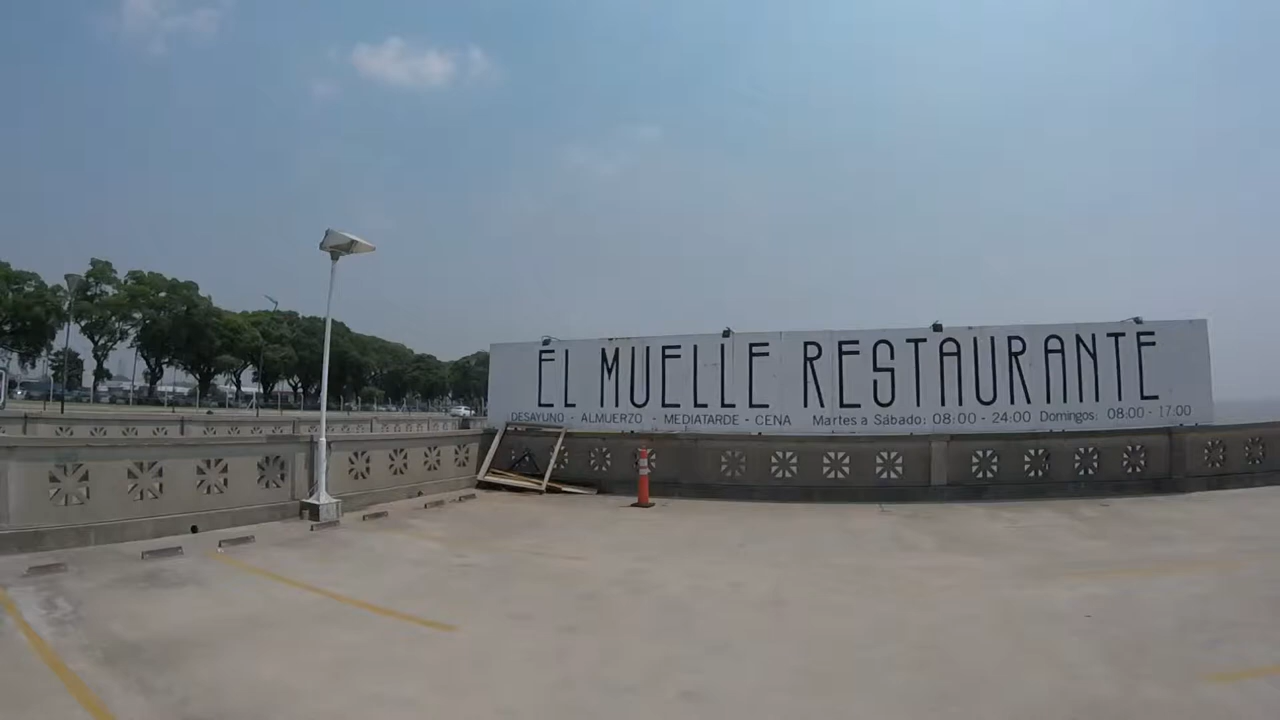 EL MUELLE RESTAURANTE
DESAYUNO - ALMUERZO - MEDIATARDE - CENA Martes a Sábado: 08:00 - 24:00 Domingos: 08:00 - 17:00